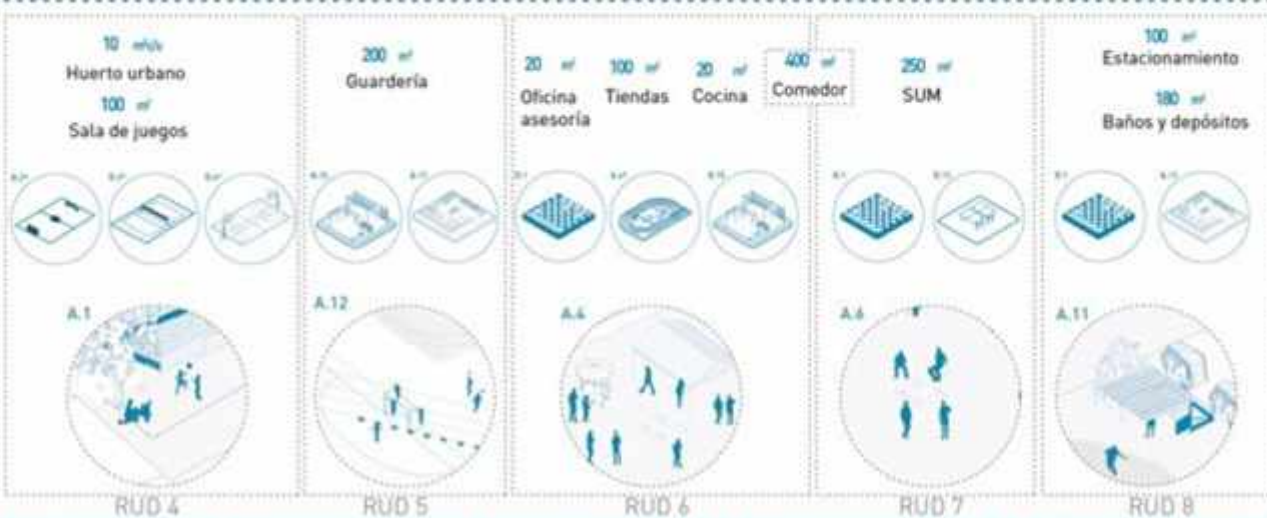 10 m²c/u
Huerto urbano
100 m²
Sala de juegos
200 m²
Guardería
20 m²
Oficina
asesoría
100 m²
Tiendas
20 m²
Cocina
400 m²
Comedor
250 m²
SUM
100 m²
Estacionamiento
180 m²
Baños y depósitos
A.1
A.12
A.4
A.6
A.11
RUD 4
RUD 5
RUD 6
RUD 7
RUD 8